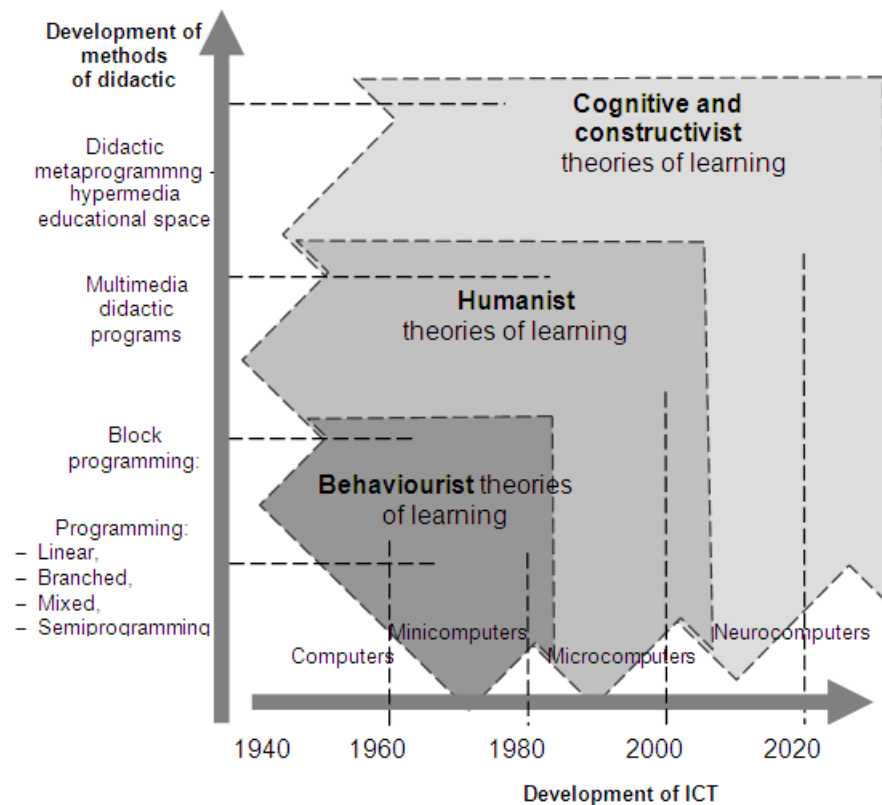 Development of
methods
of didactic
Didactic
metaprogrammng -
hypermedia
educational space
Multimedia
didactic
programs
Block
programming:
Programming:
– Linear,
– Branched,
– Mixed,
– Semiprogramming
Cognitive and
constructivist
theories of learning
Humanist
theories of learning
Behaviourist theories
of learning
Computers
Minicomputers
Microcomputers
Neurocomputers
1940
1960
1980
2000
2020
Development of ICT